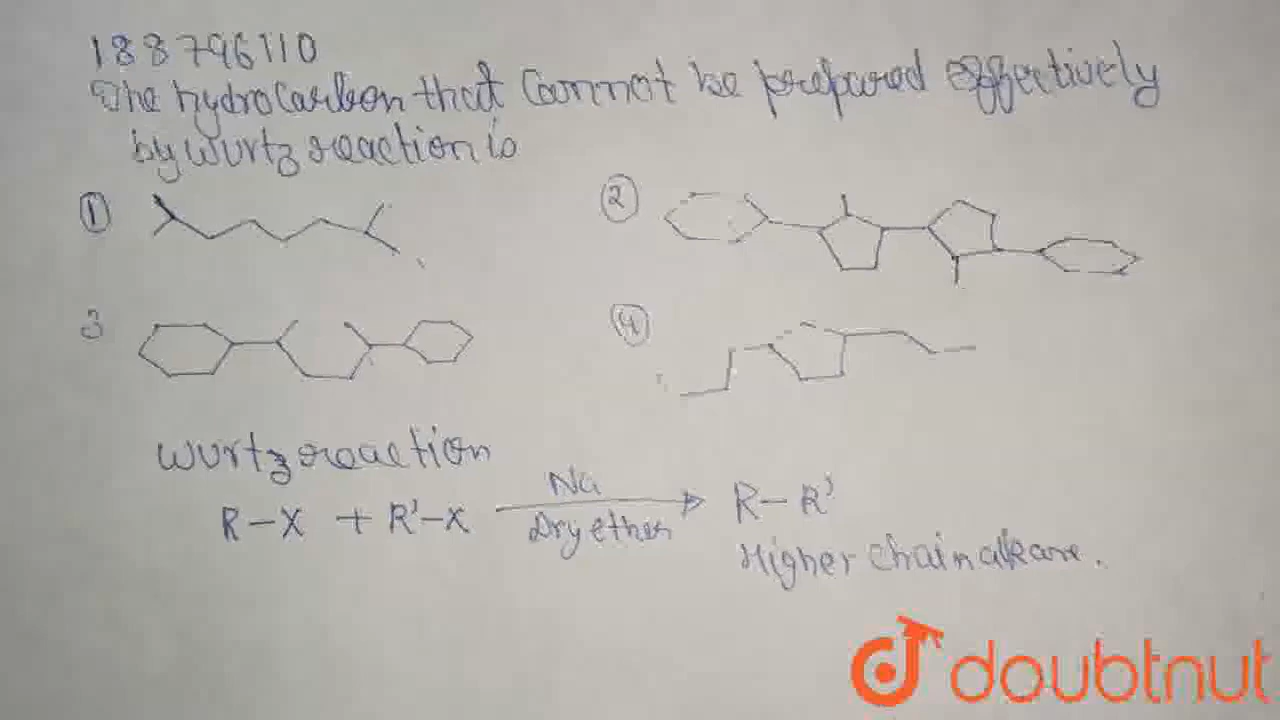 188796110
The hydrocarbon that cannot be prepared effectively
by wurtz reaction is
①
②
3
④
wurtz reaction
R-X + R'-X
Na
Dry ether
R-R'
Higher chain alkane.
doubtnut